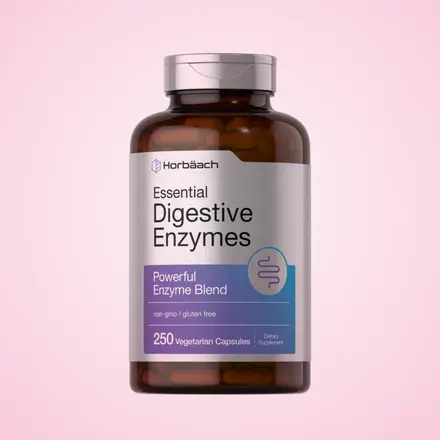 Horbäach
Essential
Digestive
Enzymes
Powerful
Enzyme Blend
non-gmo / gluten free
250 Vegetarian Capsules
Dietary
Supplement